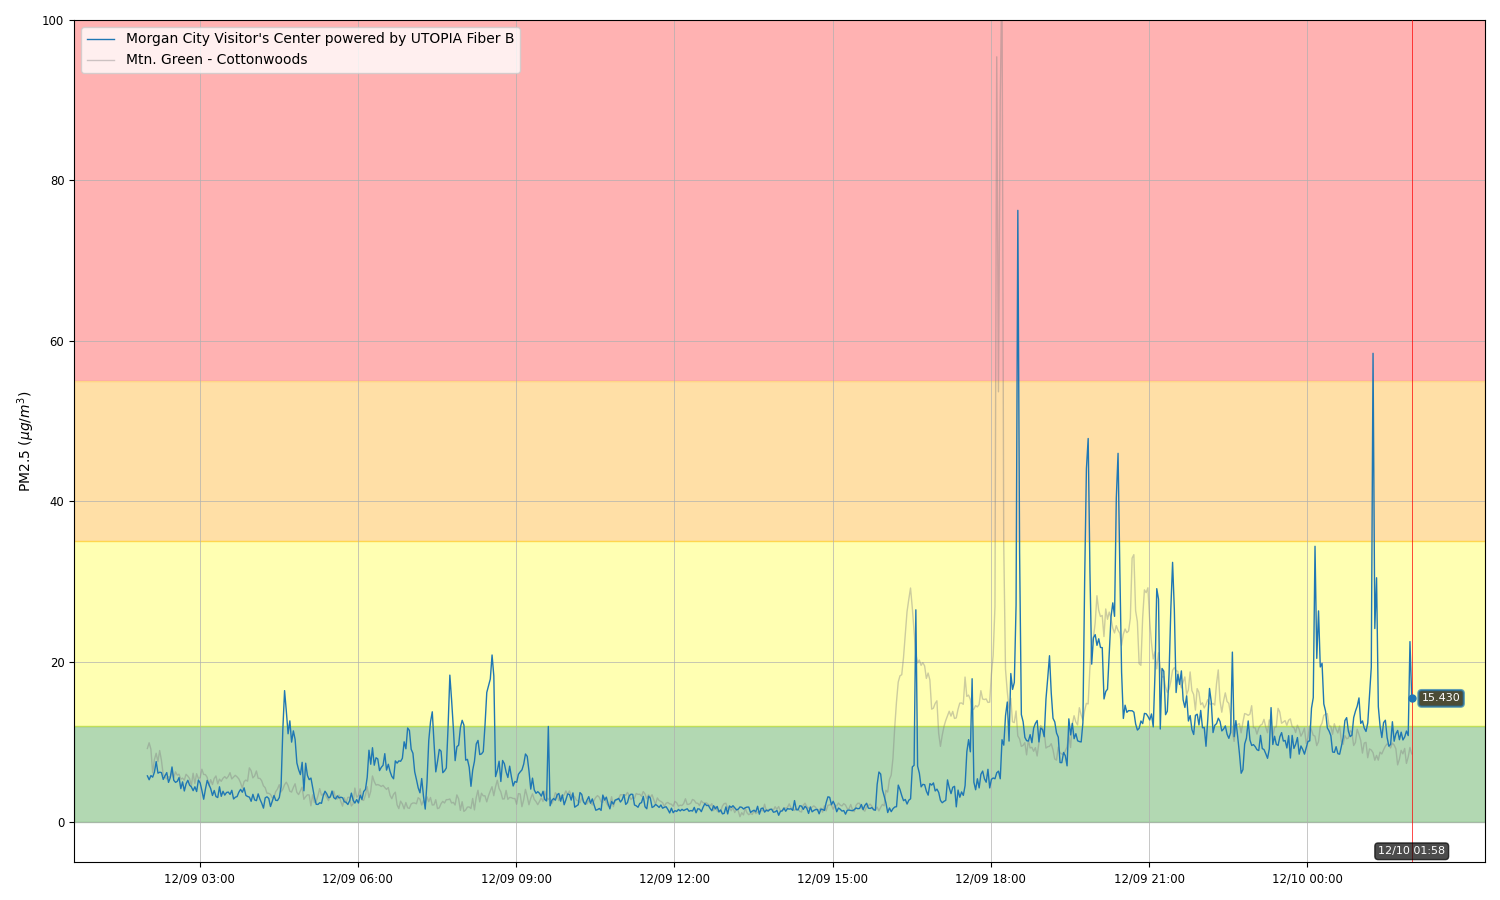 100
Morgan City Visitor's Center powered by UTOPIA Fiber B
Mtn. Green - Cottonwoods
80
60
PM2.5 (μg/m³)
40
20
15.430
0
12/10 01:58
12/09 03:00 12/09 06:00 12/09 09:00 12/09 12:00 12/09 15:00 12/09 18:00 12/09 21:00 12/10 00:00